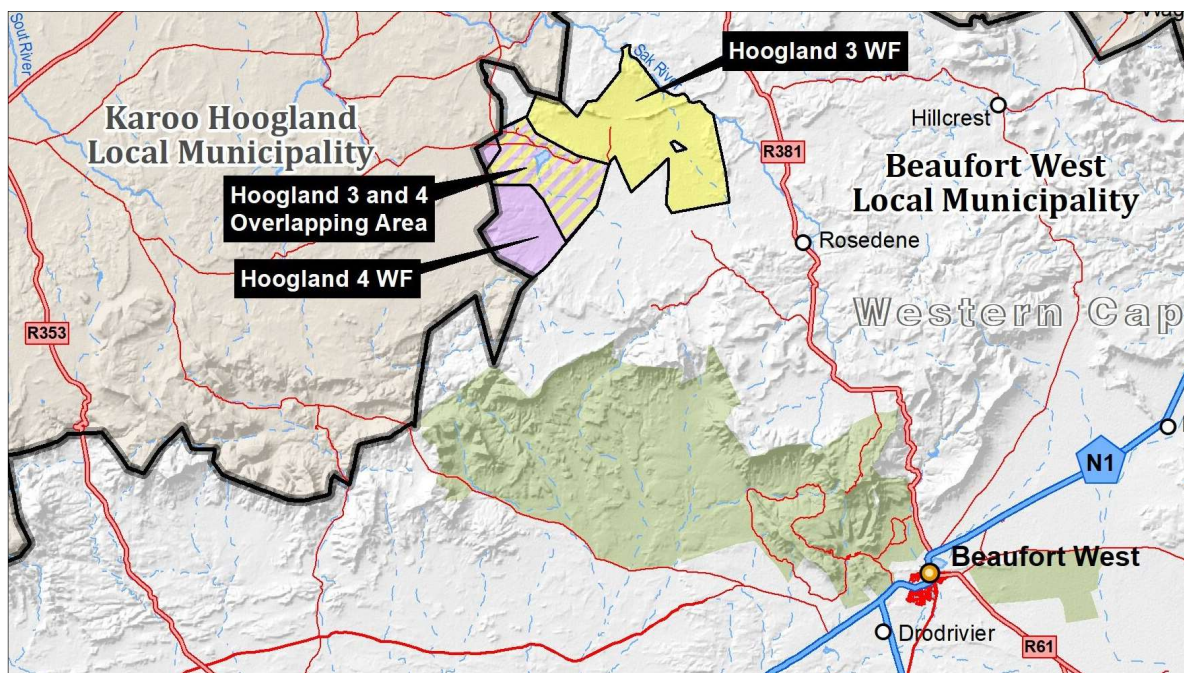 Sout River
Sak River
Hoogland 3 WF
Karoo Hoogland
Local Municipality
Hillcrest
R381
Beaufort West
Local Municipality
Hoogland 3 and 4
Overlapping Area
Rosedene
Hoogland 4 WF
Western Cap
R353
N1
Beaufort West
Drodrivier
R61